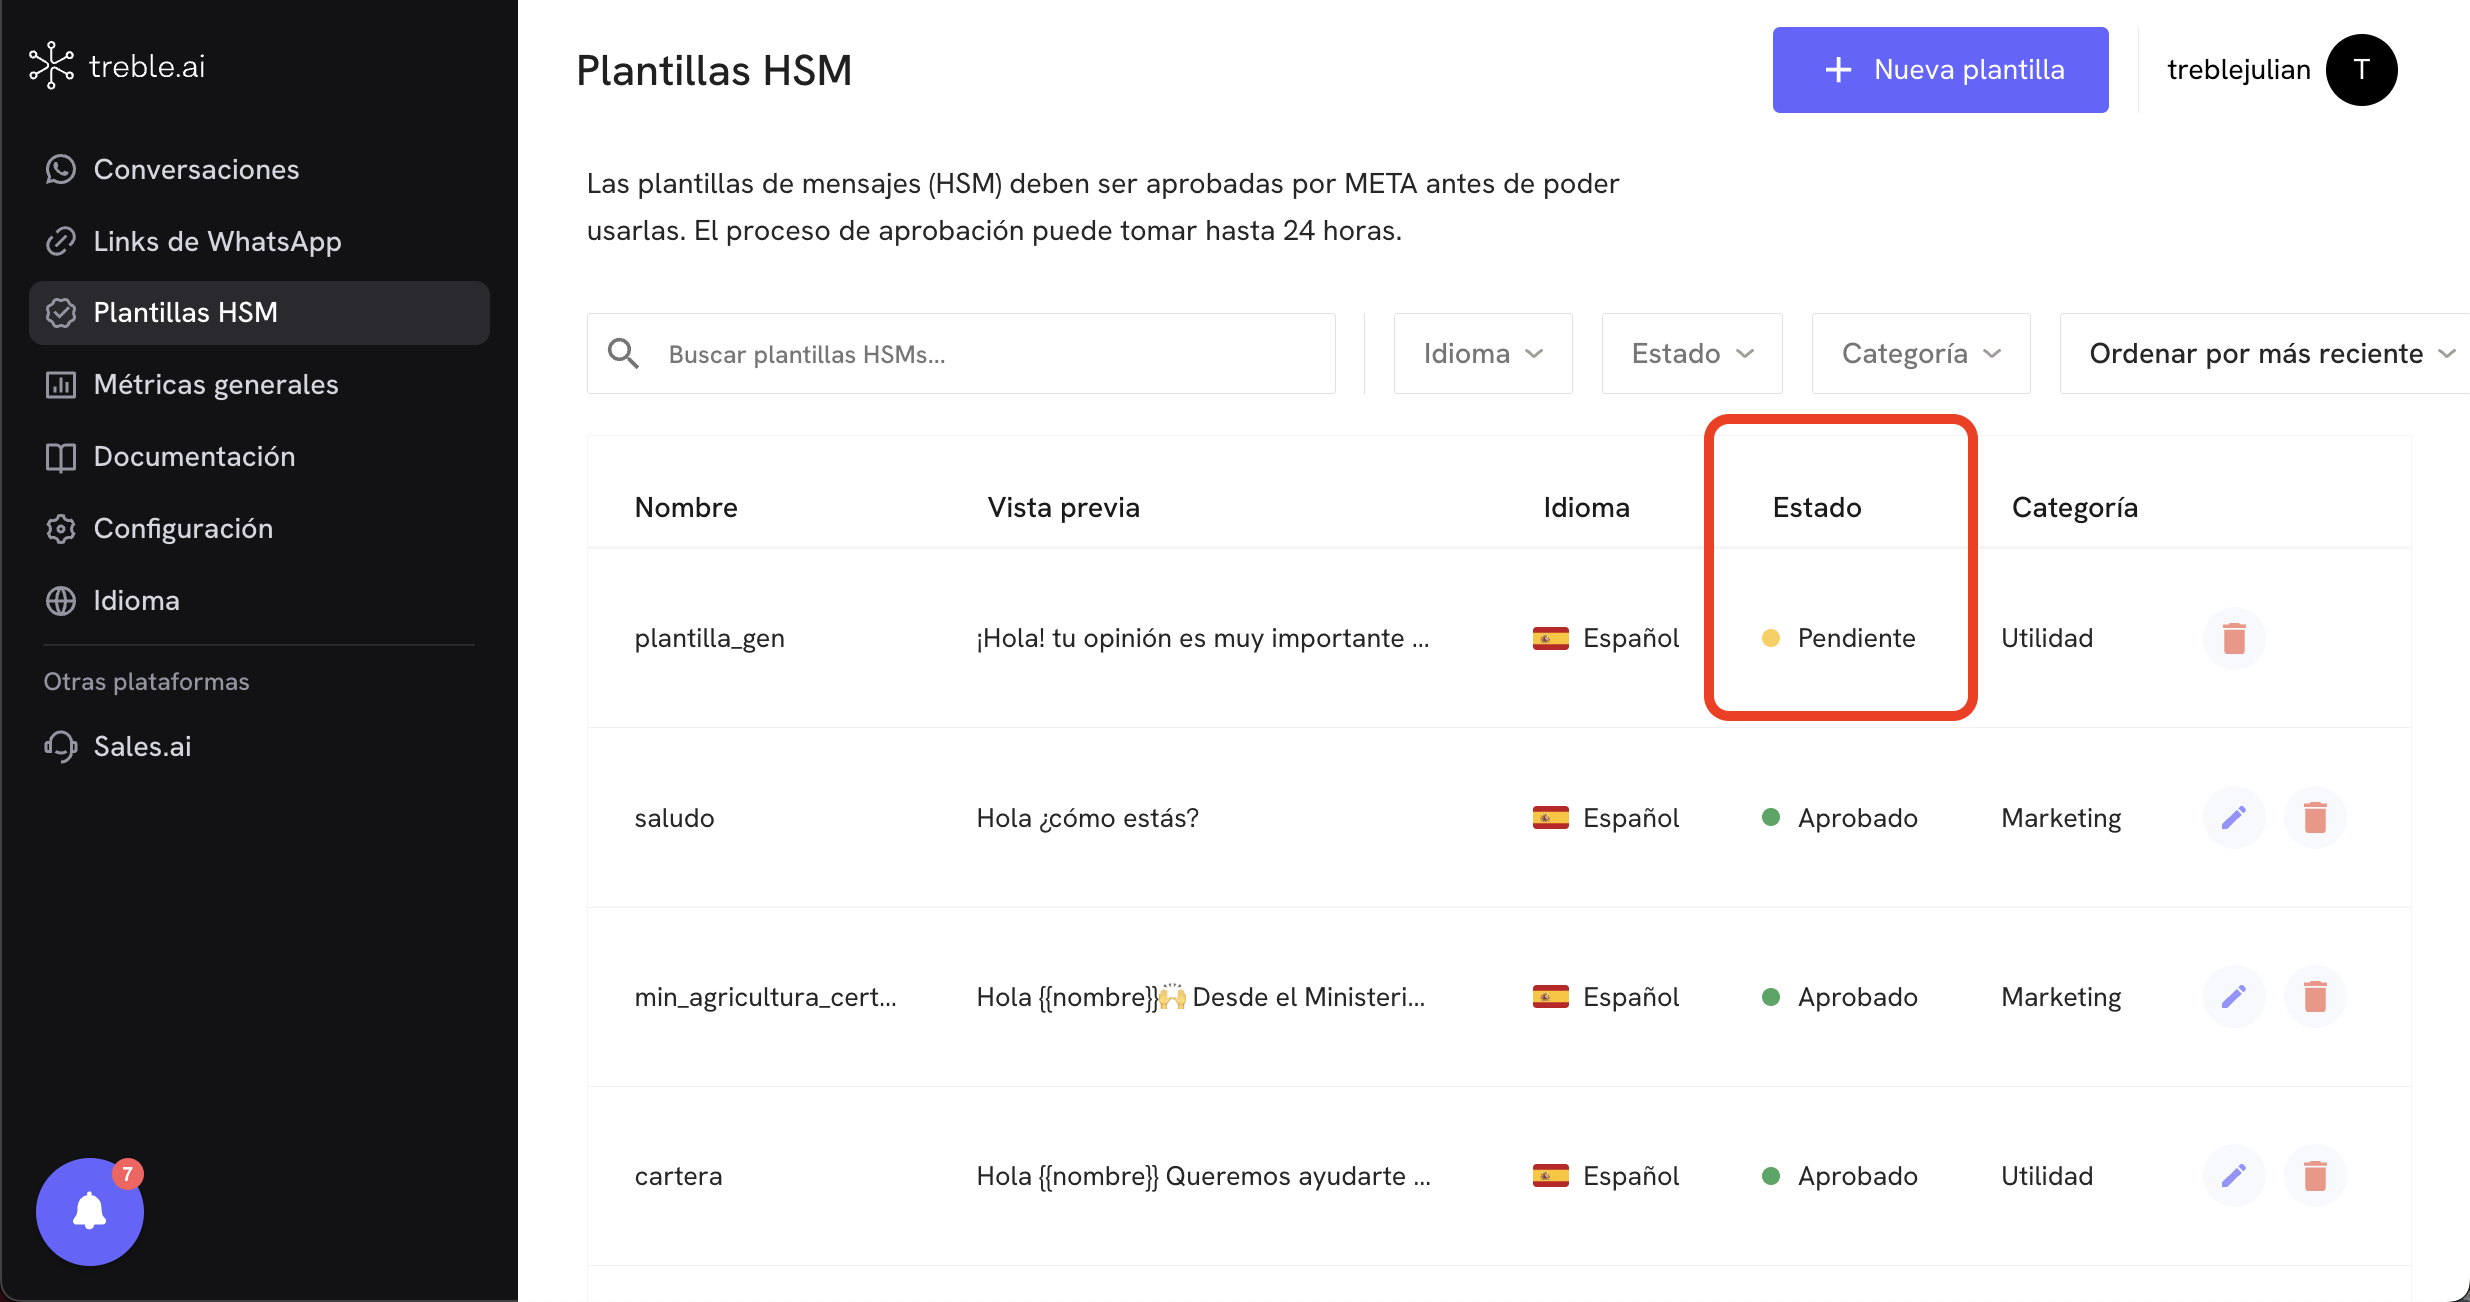 treble.ai
Conversaciones
Links de WhatsApp
Plantillas HSM
Métricas generales
Documentación
Configuración
Idioma
Otras plataformas
Sales.ai
7
Plantillas HSM
+ Nueva plantilla
treblejulian
T
Las plantillas de mensajes (HSM) deben ser aprobadas por META antes de poder
usarlas. El proceso de aprobación puede tomar hasta 24 horas.
Buscar plantillas HSMs...
Idioma
Estado
Categoría
Ordenar por más reciente
Nombre Vista previa Idioma Estado Categoría
plantilla_gen ¡Hola! tu opinión es muy importante ... Español Pendiente Utilidad
saludo Hola ¿cómo estás? Español Aprobado Marketing
min_agricultura_cert... Hola {{nombre}}🙌 Desde el Ministeri... Español Aprobado Marketing
cartera Hola {{nombre}} Queremos ayudarte ... Español Aprobado Utilidad